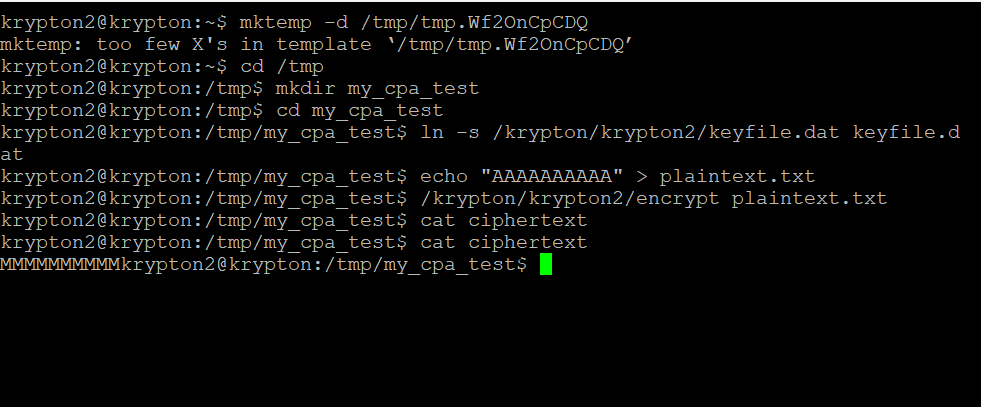 krypton2@krypton:~$ mktemp -d /tmp/tmp.Wf2OnCpCDQ
mktemp: too few X's in template ‘/tmp/tmp.Wf2OnCpCDQ’
krypton2@krypton:~$ cd /tmp
krypton2@krypton:/tmp$ mkdir my_cpa_test
krypton2@krypton:/tmp$ cd my_cpa_test
krypton2@krypton:/tmp/my_cpa_test$ ln -s /krypton/krypton2/keyfile.dat keyfile.d
at
krypton2@krypton:/tmp/my_cpa_test$ echo "AAAAAAAAAA" > plaintext.txt
krypton2@krypton:/tmp/my_cpa_test$ /krypton/krypton2/encrypt plaintext.txt
krypton2@krypton:/tmp/my_cpa_test$ cat ciphertext
krypton2@krypton:/tmp/my_cpa_test$ cat ciphertext
MMMMMMMMMMkrypton2@krypton:/tmp/my_cpa_test$